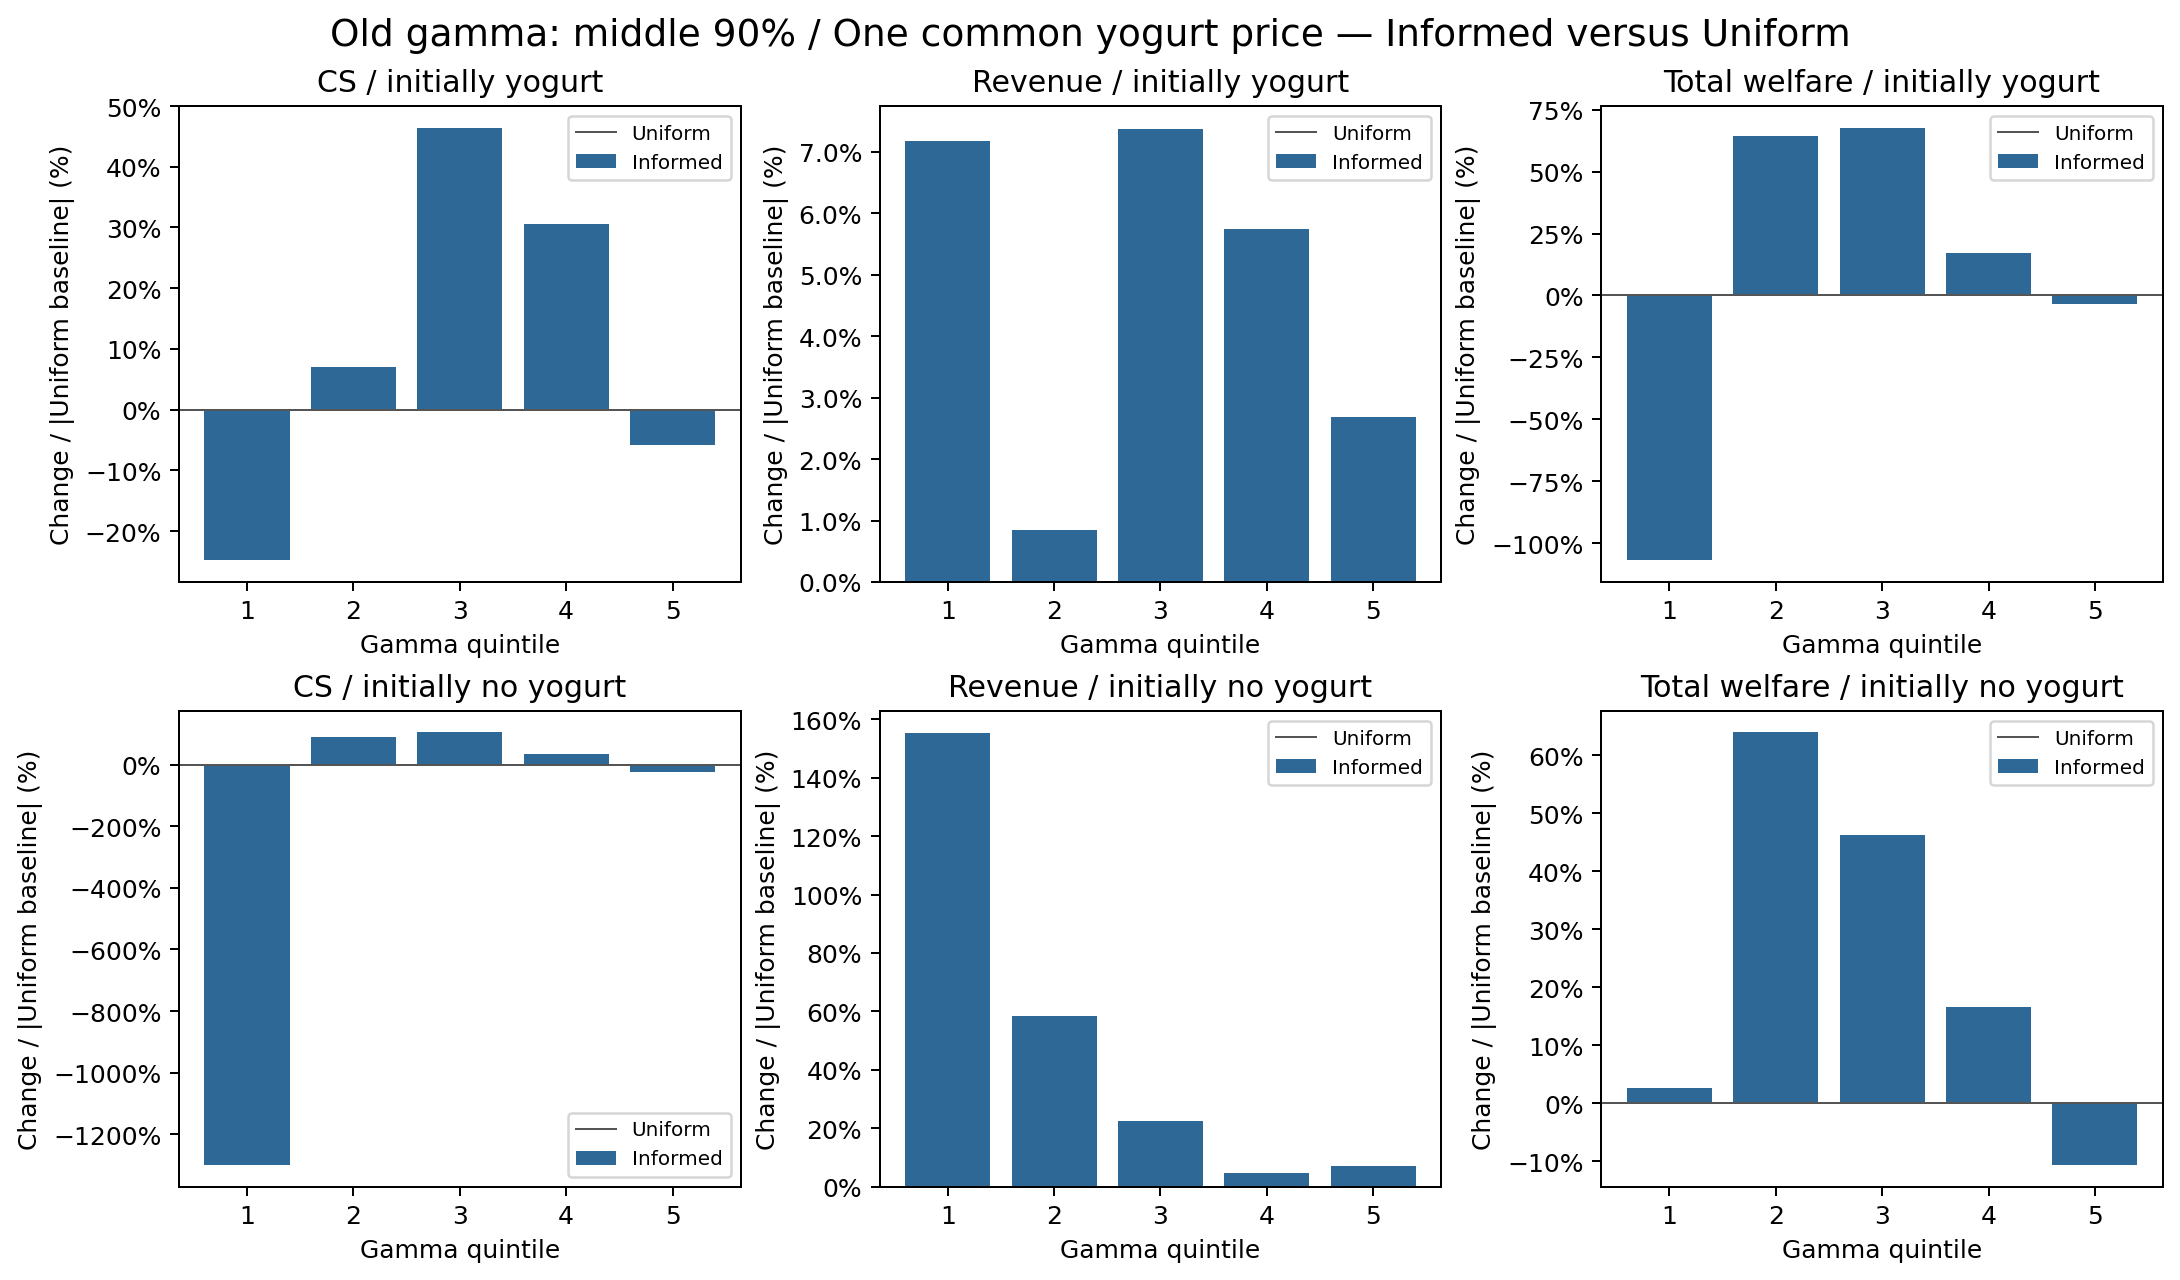 Old gamma: middle 90% / One common yogurt price — Informed versus Uniform
CS / initially yogurt
Change / |Uniform baseline| (%)
50%
40%
30%
20%
10%
0%
−10%
−20%
Uniform
Informed
1 2 3 4 5
Gamma quintile
Revenue / initially yogurt
Change / |Uniform baseline| (%)
7.0%
6.0%
5.0%
4.0%
3.0%
2.0%
1.0%
0.0%
Uniform
Informed
1 2 3 4 5
Gamma quintile
Total welfare / initially yogurt
Change / |Uniform baseline| (%)
75%
50%
25%
0%
−25%
−50%
−75%
−100%
Uniform
Informed
1 2 3 4 5
Gamma quintile
CS / initially no yogurt
Change / |Uniform baseline| (%)
0%
−200%
−400%
−600%
−800%
−1000%
−1200%
Uniform
Informed
1 2 3 4 5
Gamma quintile
Revenue / initially no yogurt
Change / |Uniform baseline| (%)
160%
140%
120%
100%
80%
60%
40%
20%
0%
Uniform
Informed
1 2 3 4 5
Gamma quintile
Total welfare / initially no yogurt
Change / |Uniform baseline| (%)
60%
50%
40%
30%
20%
10%
0%
−10%
Uniform
Informed
1 2 3 4 5
Gamma quintile